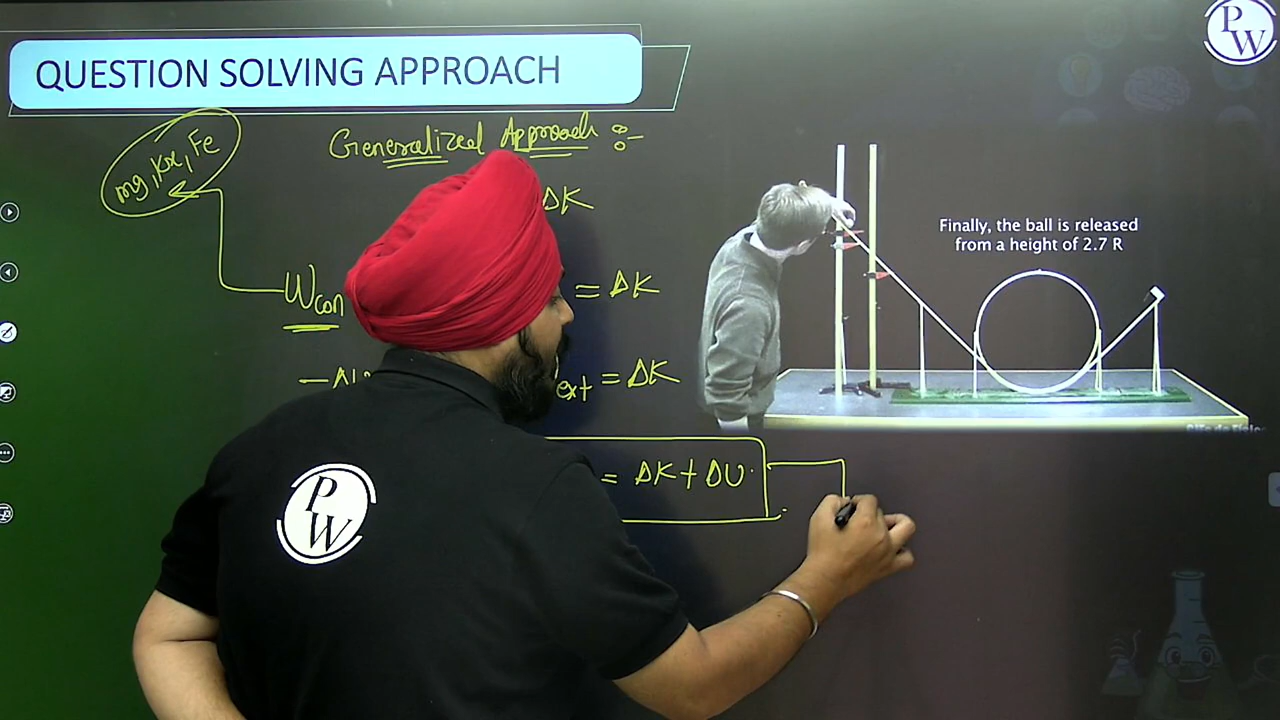 PW
QUESTION SOLVING APPROACH
Generalized Approach :-
mg, Kx, Fe
ΔK
Wcon = ΔK
ext = ΔK
= ΔK + ΔU
Finally, the ball is released
from a height of 2.7 R
PW